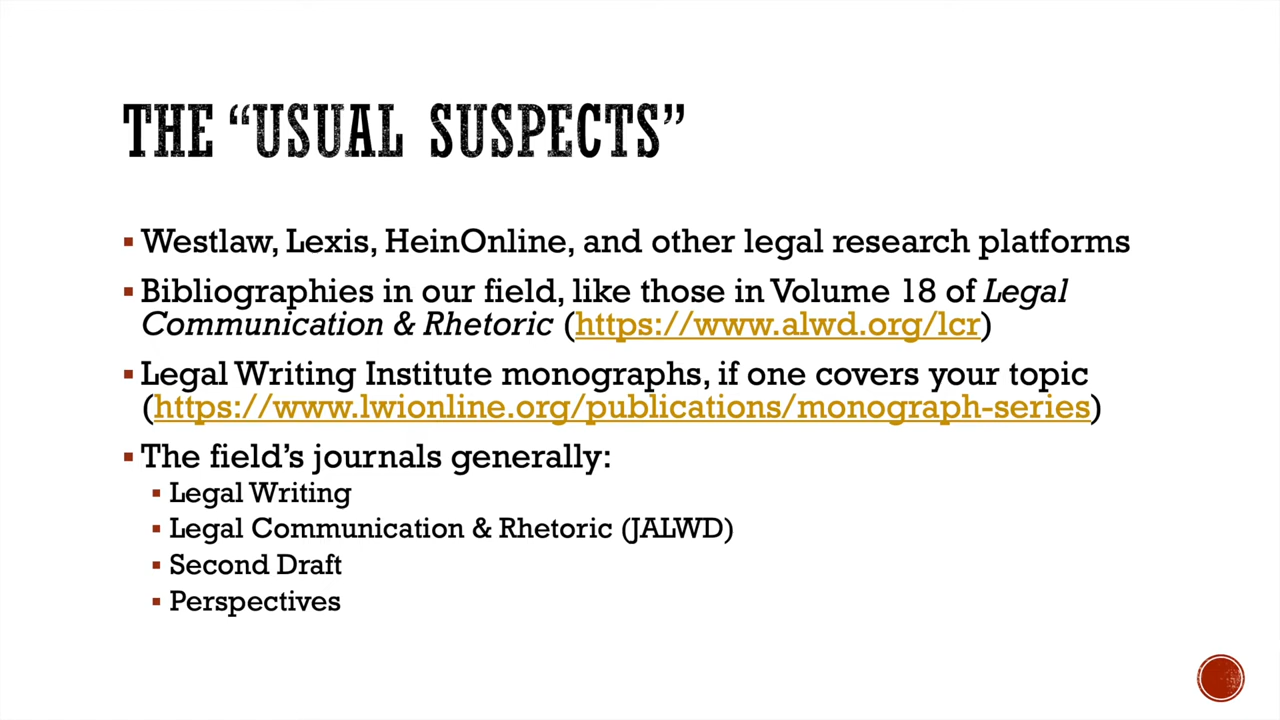 THE “USUAL SUSPECTS”
▪ Westlaw, Lexis, HeinOnline, and other legal research platforms
▪ Bibliographies in our field, like those in Volume 18 of Legal
Communication & Rhetoric (https://www.alwd.org/lcr)
▪ Legal Writing Institute monographs, if one covers your topic
(https://www.lwionline.org/publications/monograph-series)
▪ The field’s journals generally:
▪ Legal Writing
▪ Legal Communication & Rhetoric (JALWD)
▪ Second Draft
▪ Perspectives